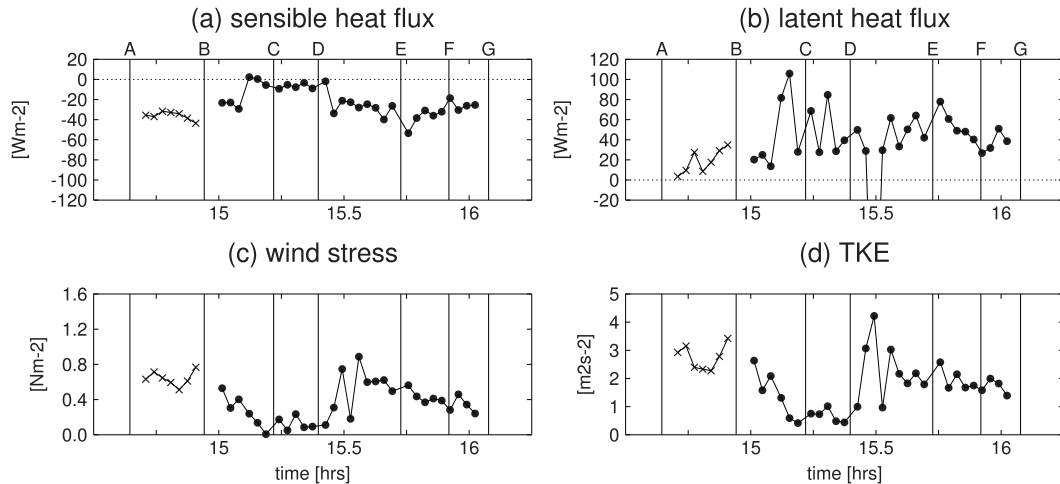 (a) sensible heat flux
(b) latent heat flux
A B C D E F G
A B C D E F G
20
0
-20
-40
-60
-80
-100
-120
[Wm-2]
15 15.5 16
120
100
80
60
40
20
0
-20
[Wm-2]
15 15.5 16
(c) wind stress
(d) TKE
1.6
1.2
0.8
0.4
0.0
[Nm-2]
15 15.5 16
time [hrs]
5
4
3
2
1
0
[m2s-2]
15 15.5 16
time [hrs]